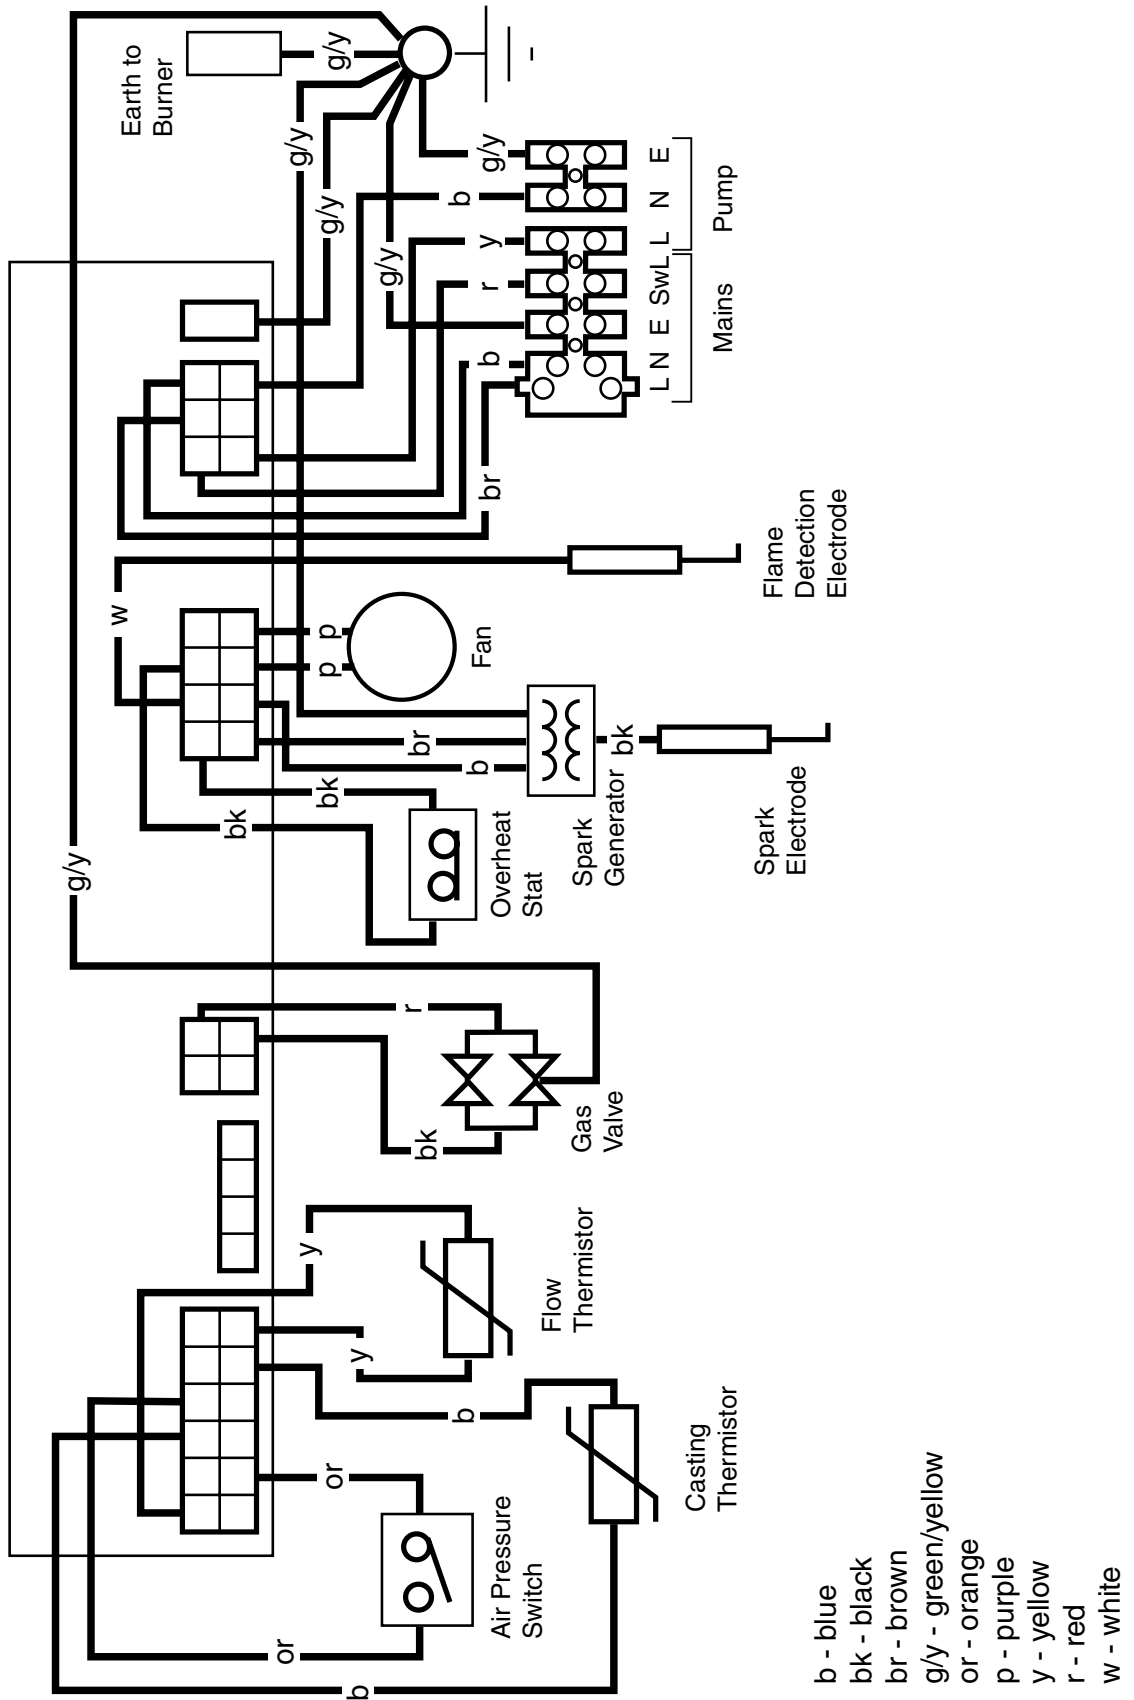 g/y
w
Earth to
Burner
bk
or
g/y
y
bk
p
p
g/y
or
g/y
b
y
g/y
r
br
bk
b
b
b
Fan
br
b
r
y
g/y
Air Pressure
Switch
Overheat
Stat
Flow
Thermistor
Gas
Valve
Spark
Generator
bk
L N E SwL L N E
Casting
Thermistor
Mains
Pump
Spark
Electrode
Flame
Detection
Electrode
b - blue
bk - black
br - brown
g/y - green/yellow
or - orange
p - purple
y - yellow
r - red
w - white